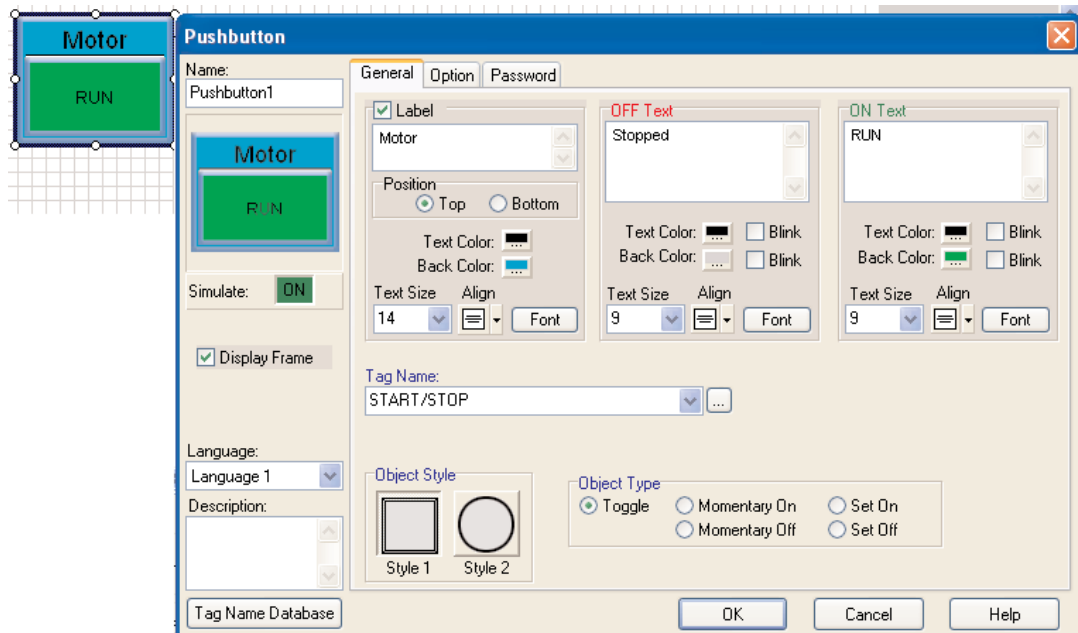 Motor
RUN
Pushbutton
Name:
Pushbutton1
Motor
RUN
Simulate: ON
Display Frame
Language:
Language 1
Description:
Tag Name Database
General Option Password
Label
Motor
Position
Top Bottom
Text Color: ...
Back Color: ...
Text Size Align
14 Font
OFF Text
Stopped
Text Color: ... Blink
Back Color: ... Blink
Text Size Align
9 Font
ON Text
RUN
Text Color: ... Blink
Back Color: ... Blink
Text Size Align
9 Font
Tag Name:
START/STOP ...
Object Style
Style 1 Style 2
Object Type
Toggle Momentary On Set On
Momentary Off Set Off
OK Cancel Help